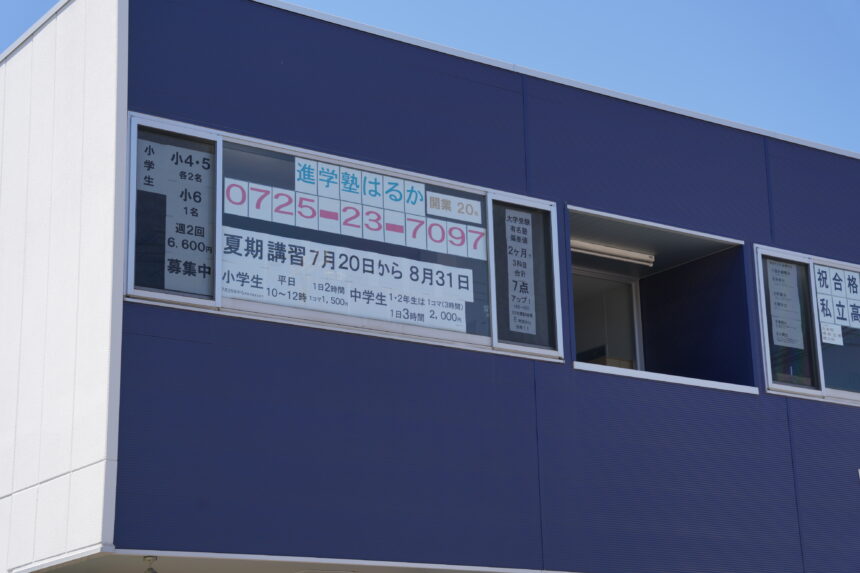 小学生
小4・5
各2名
小6
1名
週2回
6.600円
募集中
進学塾はるか
開業 20
0725-23-7097
夏期講習 7月20日から 8月31日
小学生 平日 1日2時間
10～12時 1コマ1,500円
中学生 1・2年生は1コマ(3時間)
1日3時間 2,000円
大学受験
有名塾
偏差値
2ヶ月で
3科目
合計
7点
アップ!
祝合格
私立高